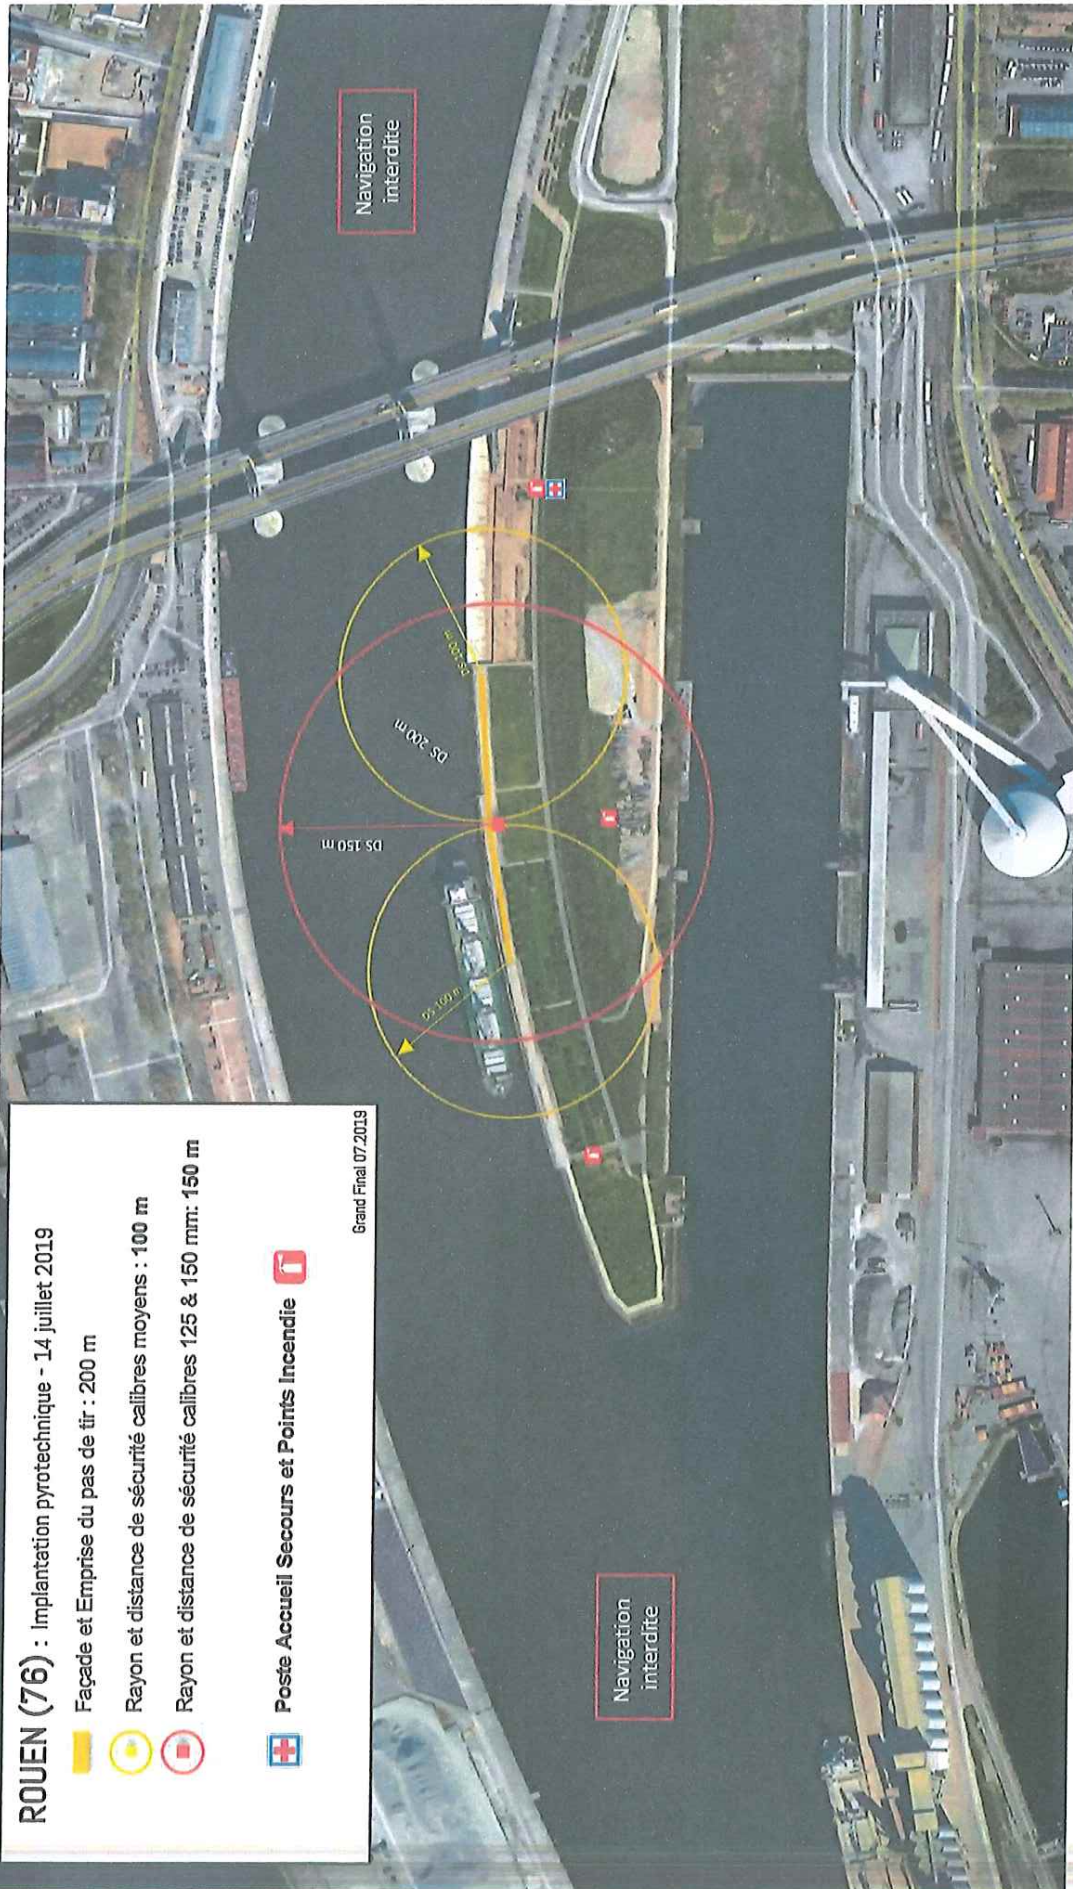 ROUEN (76) : Implantation pyrotechnique - 14 juillet 2019
Façade et Emprise du pas de tir : 200 m
Rayon et distance de sécurité calibres moyens : 100 m
Rayon et distance de sécurité calibres 125 & 150 mm: 150 m
Poste Accueil Secours et Points Incendie
Grand Final 07.2019
Navigation
interdite
DS 100 m
DS 150 m
DS 200 m
DS 100 m
Navigation
interdite